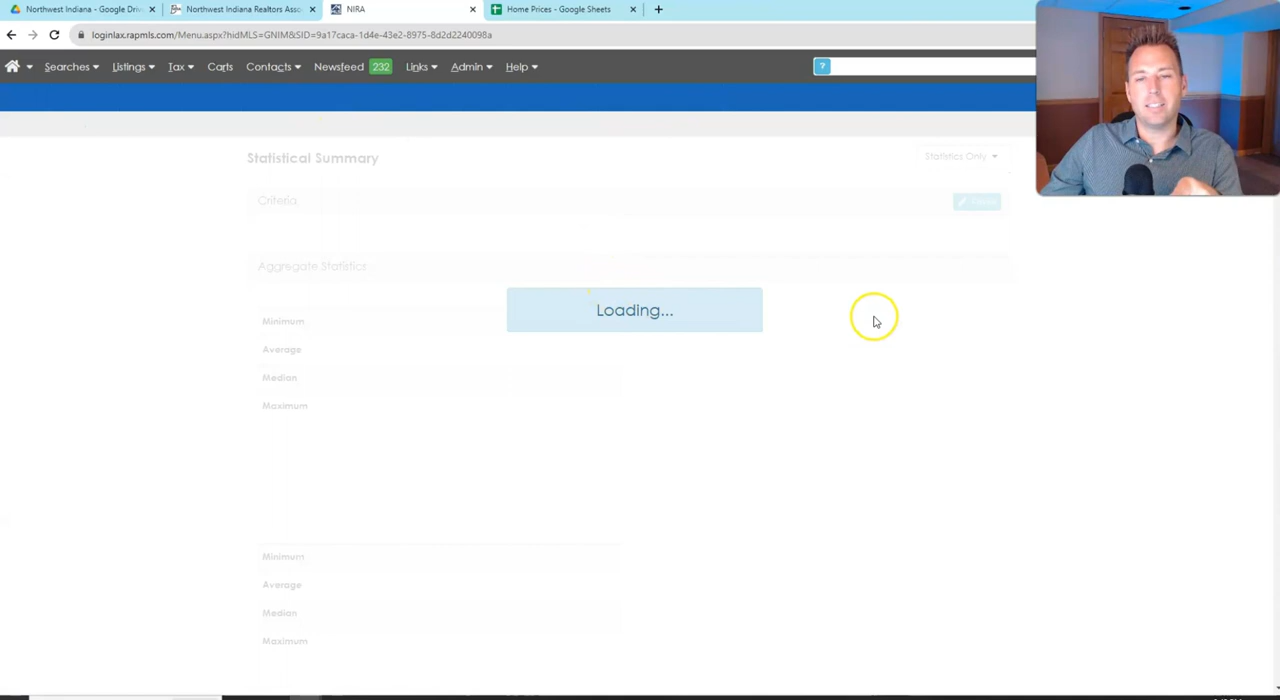 Northwest Indiana - Google Driv
Northwest Indiana Realtors Asso
NIRA
Home Prices - Google Sheets
loginlax.rapmls.com/Menu.aspx?hidMLS=GNIM&SID=9a17caca-1d4e-43e2-8975-8d2d2240098a
Searches Listings Tax Carts Contacts Newsfeed 232 Links Admin Help ?
Statistical Summary
Statistics Only
Criteria
Aggregate Statistics
Loading...
Minimum
Average
Median
Maximum
Minimum
Average
Median
Maximum